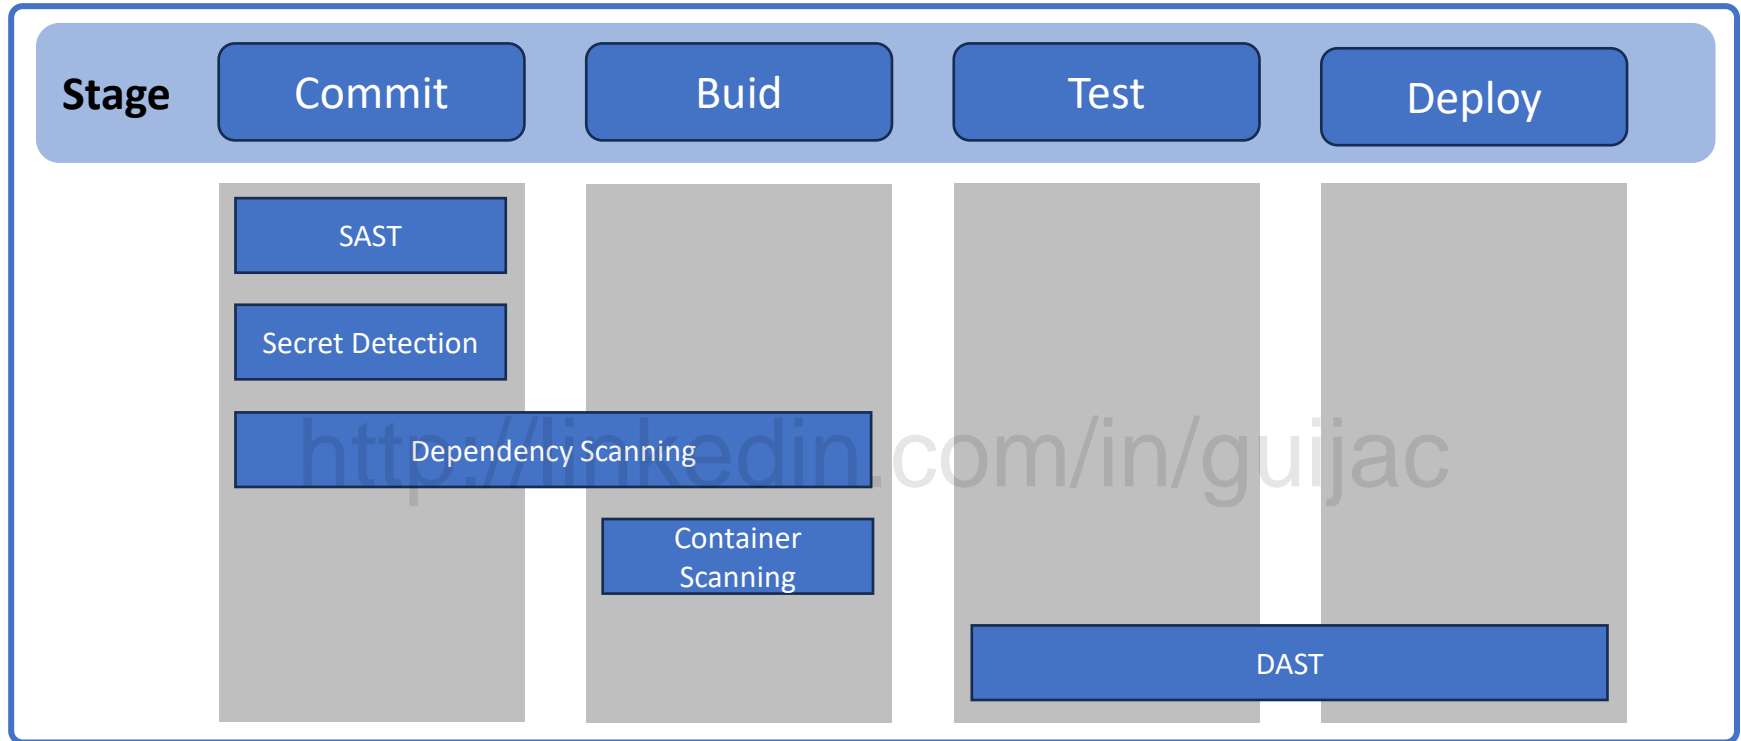 Stage
Commit
Buid
Test
Deploy
SAST
Secret Detection
Dependency Scanning
http://linkedin.com/in/guijac
Container
Scanning
DAST